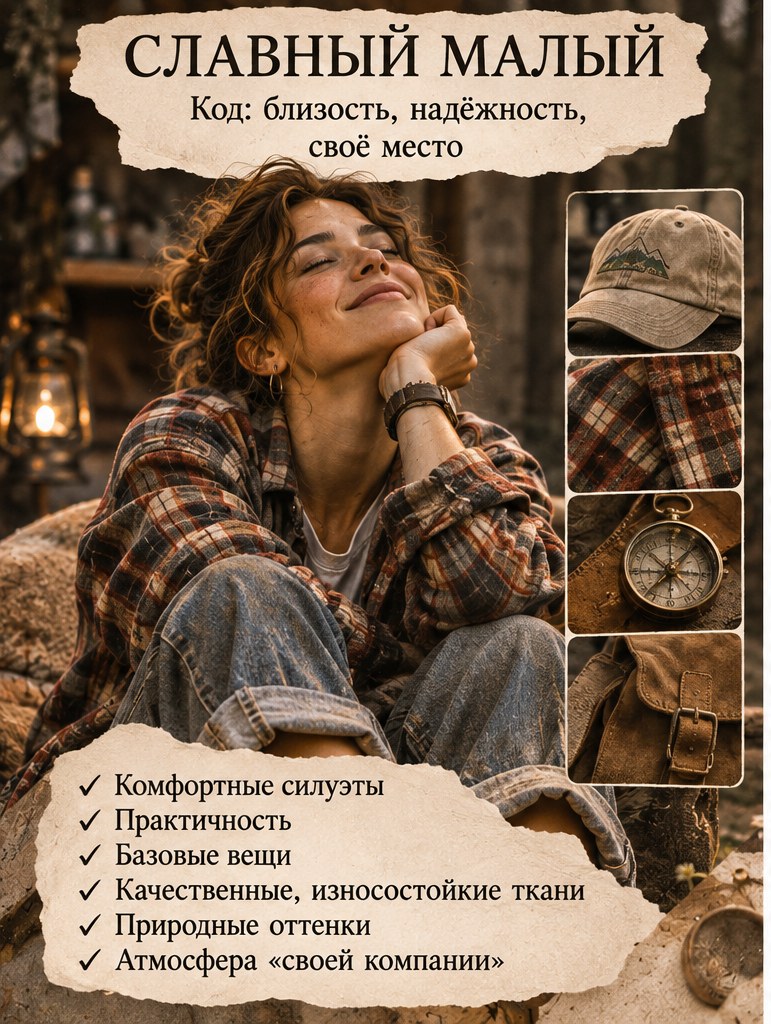 СЛАВНЫЙ МАЛЫЙ
Код: близость, надёжность,
своё место
✓ Комфортные силуэты
✓ Практичность
✓ Базовые вещи
✓ Качественные, износостойкие ткани
✓ Природные оттенки
✓ Атмосфера «своей компании»